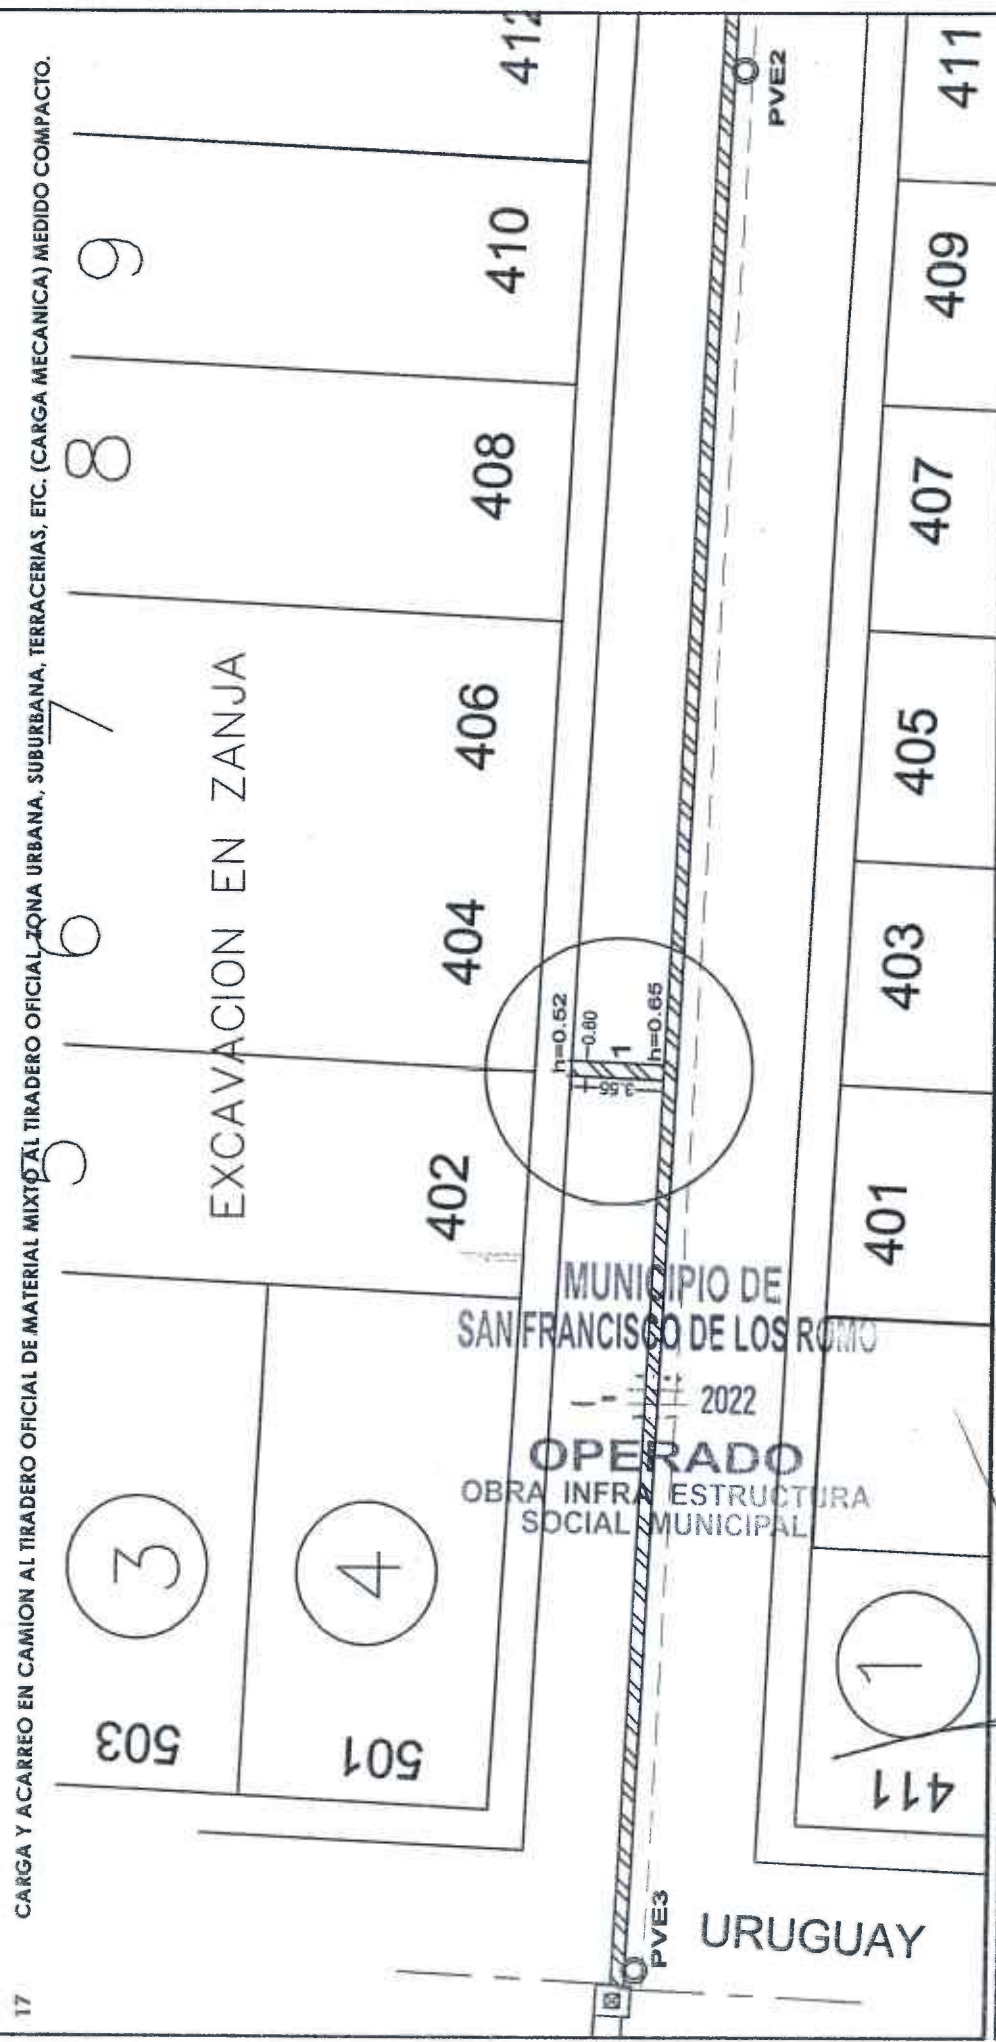 17 CARGA Y ACARREO EN CAMION AL TIRADERO OFICIAL DE MATERIAL MIXTO AL TIRADERO OFICIAL ZONA URBANA, SUBURBANA, TERRACERIAS, ETC. (CARGA MECANICA) MEDIDO COMPACTO.
3
5
6
7
8
9
503
EXCAVACION EN ZANJA
4
501
402
404
406
408
410
412
h=0.52
0.60
3.55
1
h=0.65
MUNICIPIO DE
SAN FRANCISCO DE LOS ROMO
2022
OPERADO
OBRA INFRA ESTRUCTURA
SOCIAL MUNICIPAL
PVE3
PVE2
URUGUAY
1
411
401
403
405
407
409
411